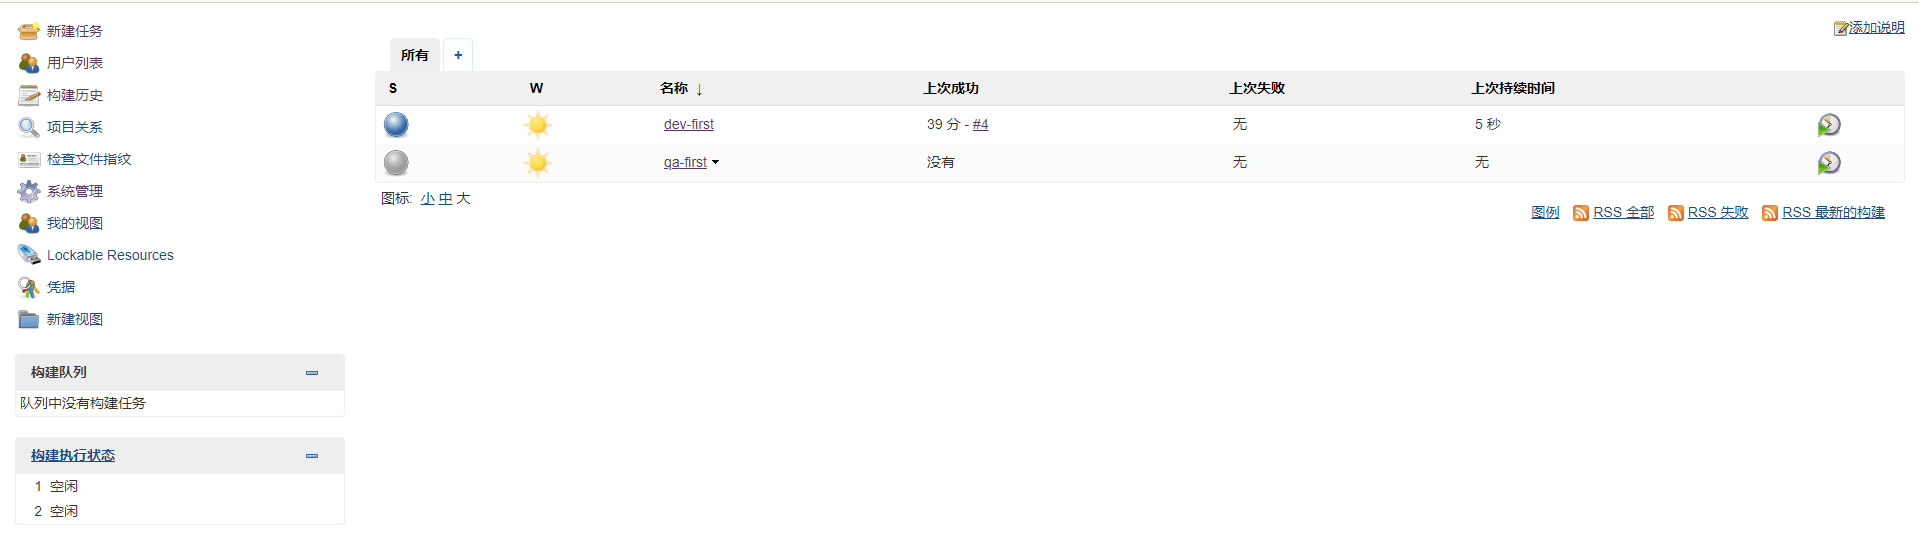 新建任务
用户列表
构建历史
项目关系
检查文件指纹
系统管理
我的视图
Lockable Resources
凭据
新建视图
构建队列
队列中没有构建任务
构建执行状态
1 空闲
2 空闲
添加说明
所有 +
S W 名称 ↓ 上次成功 上次失败 上次持续时间
dev-first 39 分 - #4 无 5 秒
qa-first 没有 无 无
图标: 小 中 大
图例 RSS 全部 RSS 失败 RSS 最新的构建